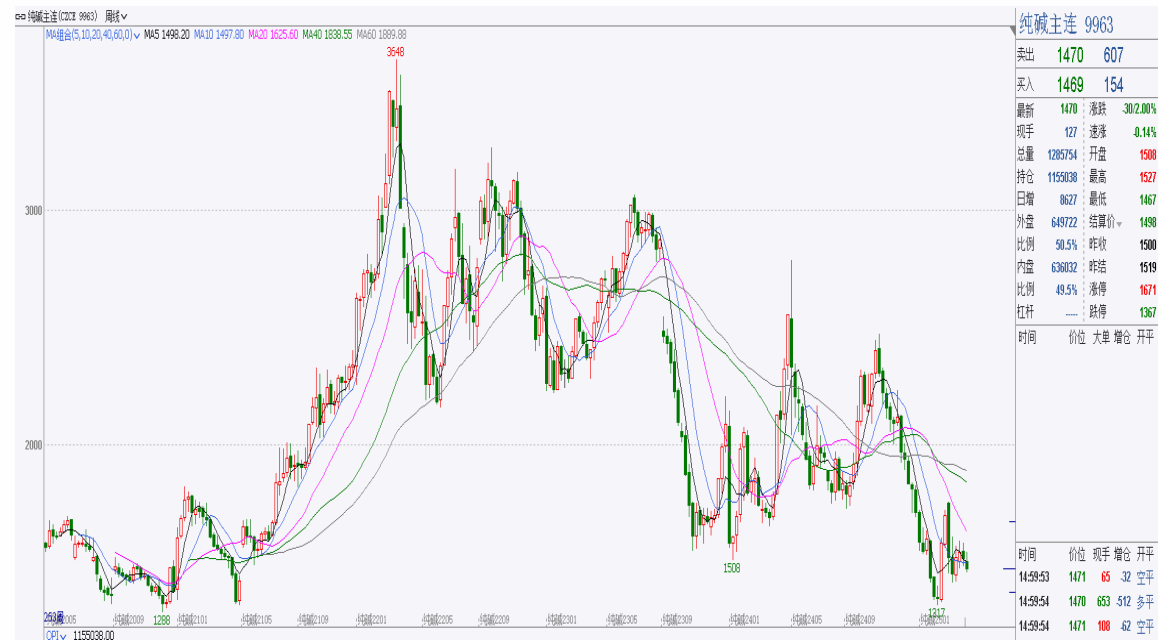 纯碱主连(CZCE 9963) 周线
MA组合(5,10,20,40,60,0) MA5 1498.20 MA10 1497.80 MA20 1625.60 MA40 1838.55 MA60 1889.88
3648
3000
2000
1508
1288
1317
253周
OPI 1155038.00
纯碱主连 9963
卖出 1470 607
买入 1469 154
最新 1470 涨跌 -30/2.00%
现手 127 速涨 -0.14%
总量 1285754 开盘 1508
持仓 1155038 最高 1527
日增 8627 最低 1467
外盘 649722 结算价 1498
比例 50.5% 昨收 1500
内盘 636032 昨结 1519
比例 49.5% 涨停 1671
杠杆 ---- 跌停 1367
时间 价位 大单 增仓 开平
时间 价位 现手 增仓 开平
14:59:53 1471 65 -32 空平
14:59:54 1470 653 -512 多平
14:59:54 1471 108 -62 空平